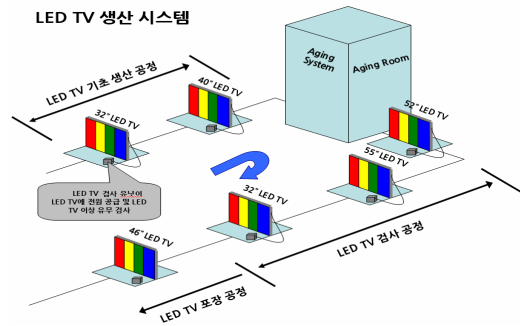 LED TV 생산 시스템
Aging
System
Aging Room
LED TV 기초 생산 공정
40" LED TV
32" LED TV
52" LED TV
55" LED TV
LED TV 검사 유닛이
LED TV에 전원 공급 및 LED
TV 이상 유무 검사
32" LED TV
46" LED TV
LED TV 검사 공정
LED TV 포장 공정